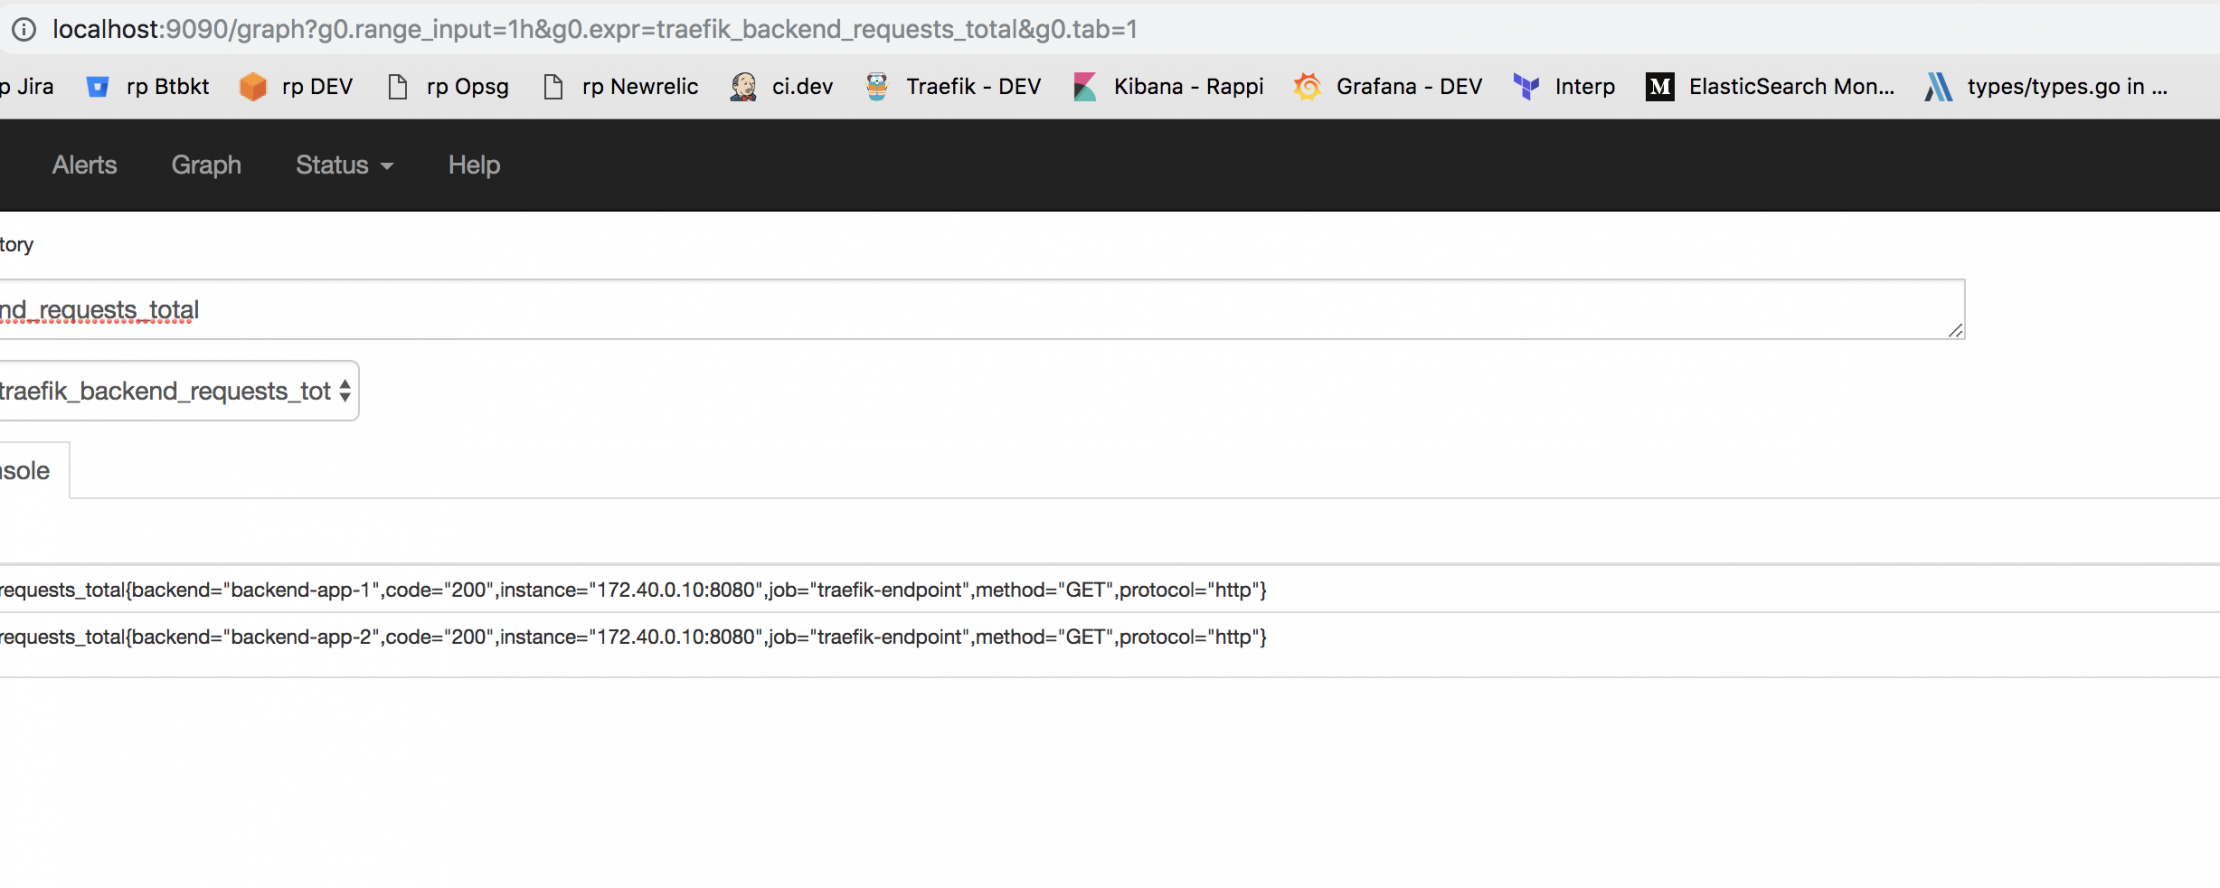 localhost:9090/graph?g0.range_input=1h&g0.expr=traefik_backend_requests_total&g0.tab=1
p Jira rp Btbkt rp DEV rp Opsg rp Newrelic ci.dev Traefik - DEV Kibana - Rappi Grafana - DEV Interp M ElasticSearch Mon... types/types.go in ...
Alerts Graph Status Help
tory
nd_requests_total
traefik_backend_requests_tot
nsole
requests_total{backend="backend-app-1",code="200",instance="172.40.0.10:8080",job="traefik-endpoint",method="GET",protocol="http"}
requests_total{backend="backend-app-2",code="200",instance="172.40.0.10:8080",job="traefik-endpoint",method="GET",protocol="http"}